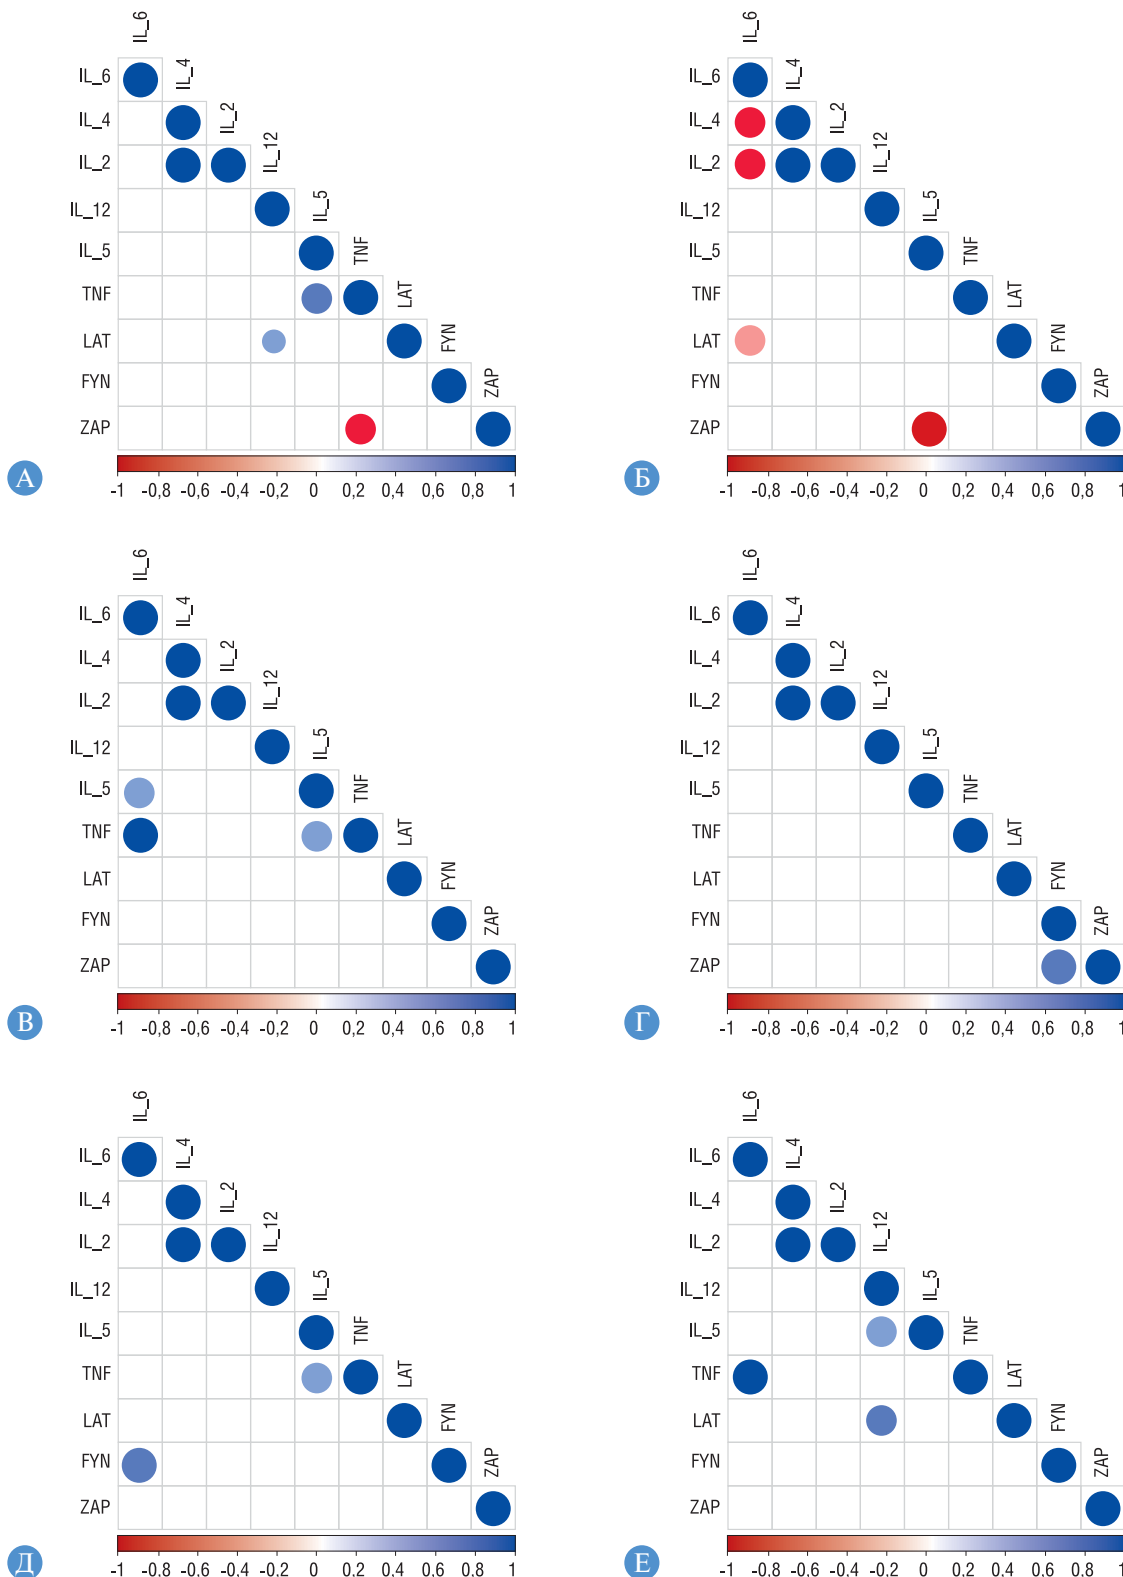 IL_6
IL_6 IL_4
IL_4 IL_2
IL_2 IL_12
IL_12 IL_5
IL_5 TNF
TNF LAT
LAT FYN
FYN ZAP
ZAP
А
-1 -0,8 -0,6 -0,4 -0,2 0 0,2 0,4 0,6 0,8 1
IL_6
IL_6 IL_4
IL_4 IL_2
IL_2 IL_12
IL_12 IL_5
IL_5 TNF
TNF LAT
LAT FYN
FYN ZAP
ZAP
Б
-1 -0,8 -0,6 -0,4 -0,2 0 0,2 0,4 0,6 0,8 1
IL_6
IL_6 IL_4
IL_4 IL_2
IL_2 IL_12
IL_12 IL_5
IL_5 TNF
TNF LAT
LAT FYN
FYN ZAP
ZAP
В
-1 -0,8 -0,6 -0,4 -0,2 0 0,2 0,4 0,6 0,8 1
IL_6
IL_6 IL_4
IL_4 IL_2
IL_2 IL_12
IL_12 IL_5
IL_5 TNF
TNF LAT
LAT FYN
FYN ZAP
ZAP
Г
-1 -0,8 -0,6 -0,4 -0,2 0 0,2 0,4 0,6 0,8 1
IL_6
IL_6 IL_4
IL_4 IL_2
IL_2 IL_12
IL_12 IL_5
IL_5 TNF
TNF LAT
LAT FYN
FYN ZAP
ZAP
Д
-1 -0,8 -0,6 -0,4 -0,2 0 0,2 0,4 0,6 0,8 1
IL_6
IL_6 IL_4
IL_4 IL_2
IL_2 IL_12
IL_12 IL_5
IL_5 TNF
TNF LAT
LAT FYN
FYN ZAP
ZAP
Е
-1 -0,8 -0,6 -0,4 -0,2 0 0,2 0,4 0,6 0,8 1